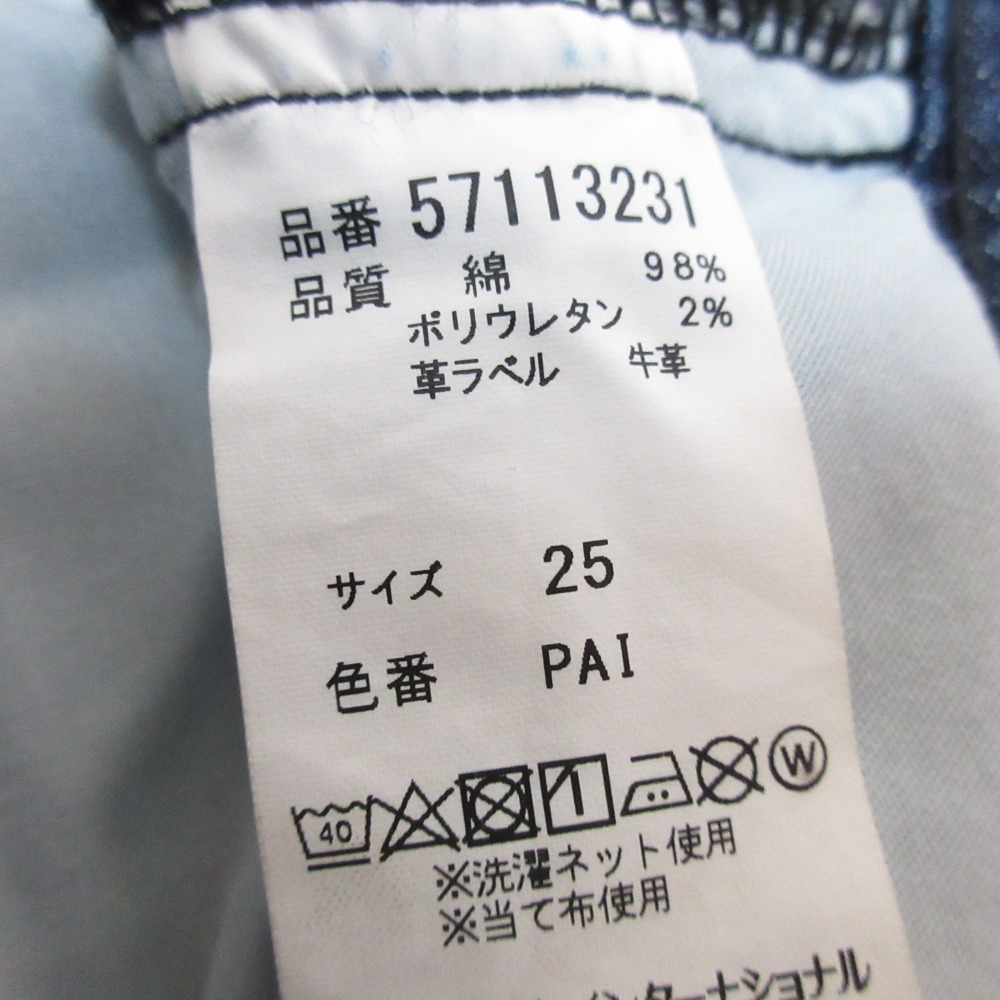 品番 57113231
品質 綿 98%
ポリウレタン 2%
革ラベル 牛革
サイズ 25
色番 PAI
40 W
※洗濯ネット使用
※当て布使用
インターナショナル